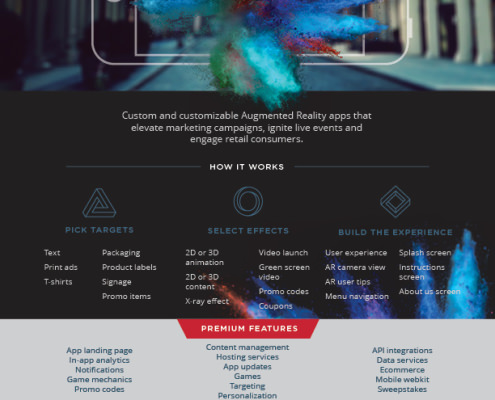 Custom and customizable Augmented Reality apps that
elevate marketing campaigns, ignite live events and
engage retail consumers.
HOW IT WORKS
PICK TARGETS
Text
Print ads
T-shirts
Packaging
Product labels
Signage
Promo items
SELECT EFFECTS
2D or 3D
animation
2D or 3D
content
X-ray effect
Video launch
Green screen
video
Promo codes
Coupons
BUILD THE EXPERIENCE
User experience
AR camera view
AR user tips
Menu navigation
Splash screen
Instructions
screen
About us screen
PREMIUM FEATURES
App landing page
In-app analytics
Notifications
Game mechanics
Promo codes
Content management
Hosting services
App updates
Games
Targeting
Personalization
API integrations
Data services
Ecommerce
Mobile webkit
Sweepstakes